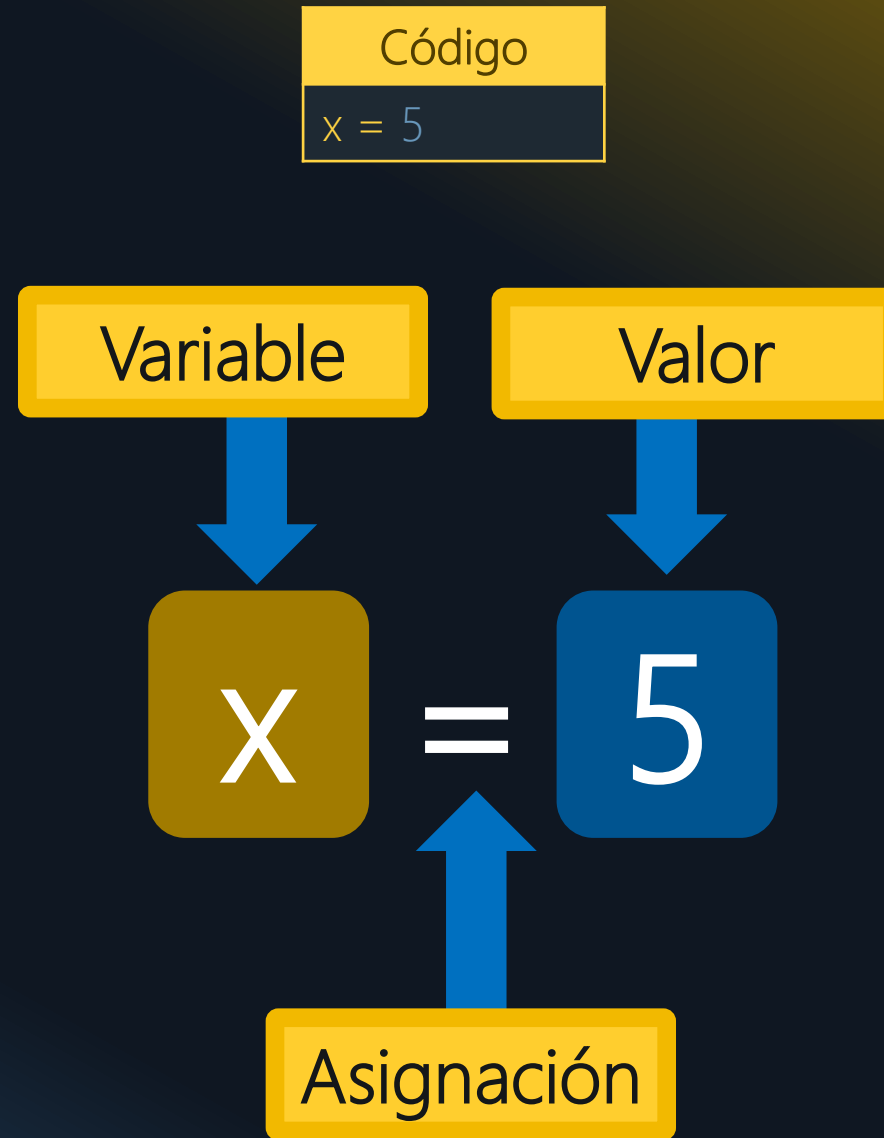 Código
x = 5
Variable
Valor
x = 5
Asignación